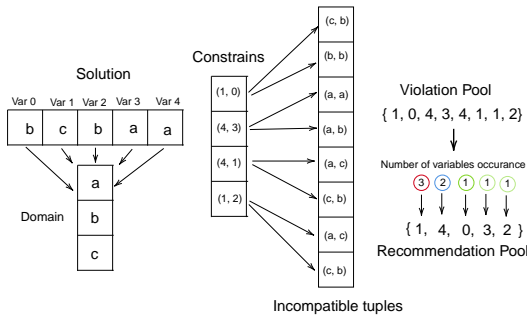 Solution
Var 0 Var 1 Var 2 Var 3 Var 4
b c b a a
Domain
a
b
c
Constrains
(1, 0)
(4, 3)
(4, 1)
(1, 2)
(c, b)
(b, b)
(a, a)
(a, b)
(a, c)
(c, b)
(a, c)
(c, b)
Incompatible tuples
Violation Pool
{ 1, 0, 4, 3, 4, 1, 1, 2}
Number of variables occurance
3 2 1 1 1
{ 1, 4, 0, 3, 2 }
Recommendation Pool